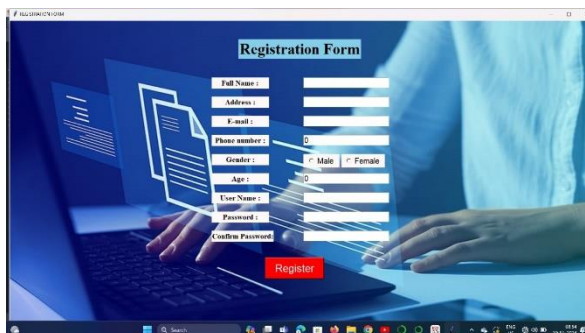 REGISTRATION FORM
Registration Form
Full Name :
Address :
E-mail :
Phone number : 0
Gender : Male Female
Age : 0
User Name :
Password :
Confirm Password:
Register
Search
ENG